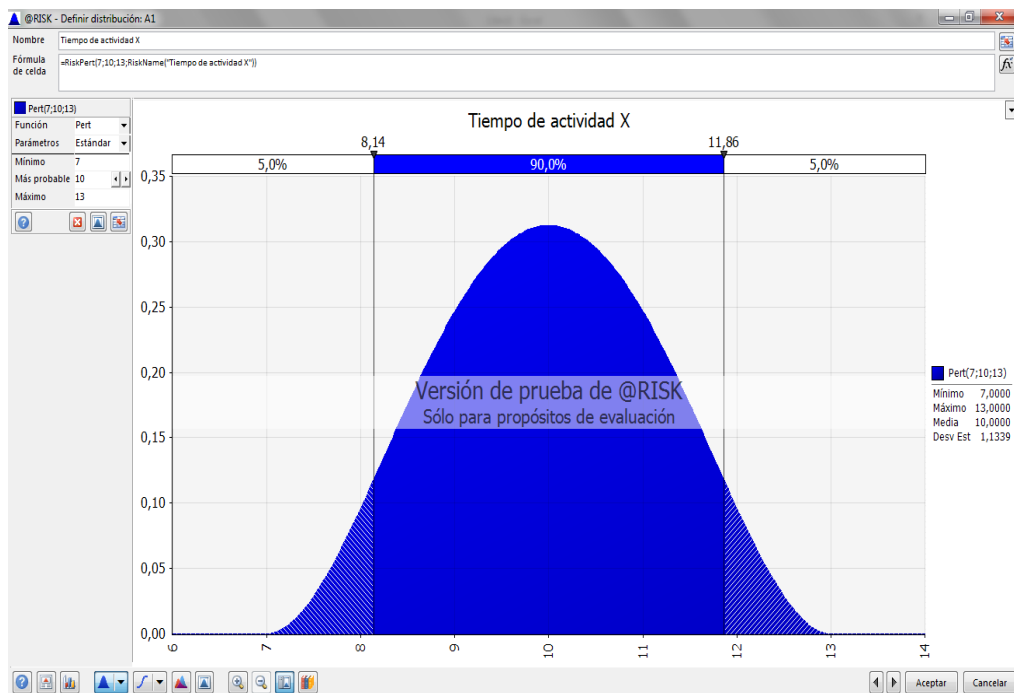 @RISK - Definir distribución: A1
Nombre
Tiempo de actividad X
Fórmula
de celda
=RiskPert(7;10;13;RiskName("Tiempo de actividad X"))
fx
Pert(7;10;13)
Función Pert
Parámetros Estándar
Mínimo 7
Más probable 10
Máximo 13
Tiempo de actividad X
8,14 11,86
5,0% 90,0% 5,0%
0,35
0,30
0,25
0,20
0,15
0,10
0,05
0,00
6 7 8 9 10 11 12 13 14
Versión de prueba de @RISK
Sólo para propósitos de evaluación
Pert(7;10;13)
Mínimo 7,0000
Máximo 13,0000
Media 10,0000
Desv Est 1,1339
Aceptar Cancelar